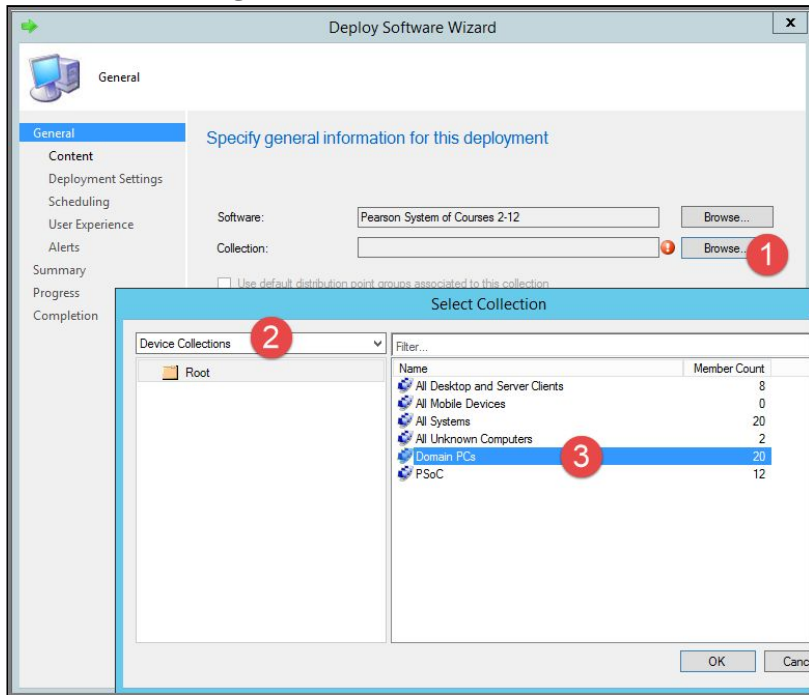 Deploy Software Wizard
x
General
General
Content
Deployment Settings
Scheduling
User Experience
Alerts
Summary
Progress
Completion
Specify general information for this deployment
Software:
Pearson System of Courses 2-12
Browse...
Collection:
Browse...
1
Use default distribution point groups associated to this collection
Select Collection
Device Collections
2
Filter...
Root
Name Member Count
All Desktop and Server Clients 8
All Mobile Devices 0
All Systems 20
All Unknown Computers 2
Domain PCs 3 20
PSoC 12
OK
Canc